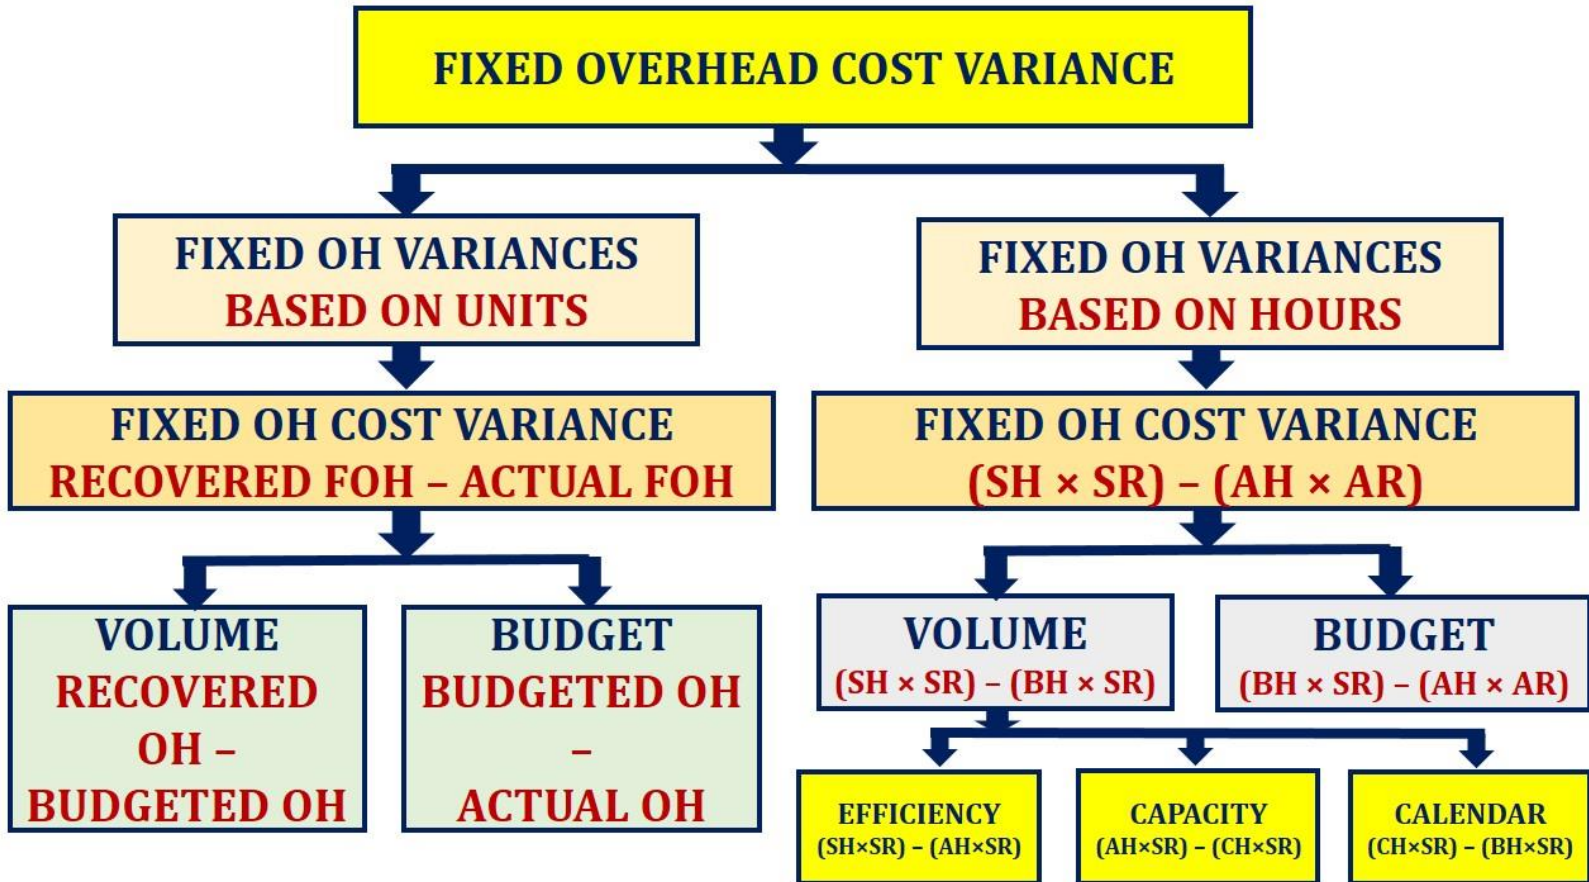 FIXED OVERHEAD COST VARIANCE
FIXED OH VARIANCES
BASED ON UNITS
FIXED OH VARIANCES
BASED ON HOURS
FIXED OH COST VARIANCE
RECOVERED FOH – ACTUAL FOH
FIXED OH COST VARIANCE
(SH × SR) – (AH × AR)
VOLUME
RECOVERED
OH –
BUDGETED OH
BUDGET
BUDGETED OH
–
ACTUAL OH
VOLUME
(SH × SR) – (BH × SR)
BUDGET
(BH × SR) – (AH × AR)
EFFICIENCY
(SH×SR) – (AH×SR)
CAPACITY
(AH×SR) – (CH×SR)
CALENDAR
(CH×SR) – (BH×SR)